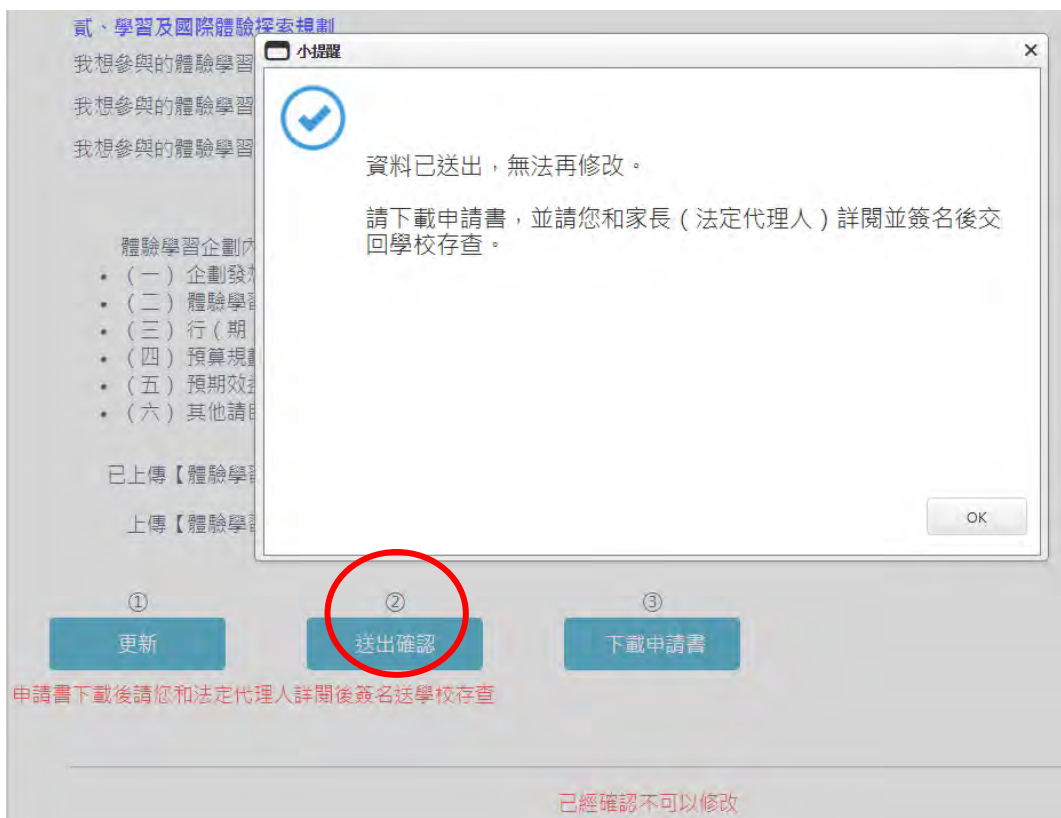 貳、學習及國際體驗探索規劃
小提醒
我想參與的體驗學習
我想參與的體驗學習
我想參與的體驗學習
資料已送出，無法再修改。
請下載申請書，並請您和家長（法定代理人）詳閱並簽名後交
回學校存查。
體驗學習企劃內
• （一）企劃發想
• （二）體驗學習
• （三）行（期
• （四）預算規劃
• （五）預期效益
• （六）其他請
已上傳【體驗學習
上傳【體驗學習
OK
① ② ③
更新 送出確認 下載申請書
申請書下載後請您和法定代理人詳閱後簽名送學校存查
已經確認不可以修改